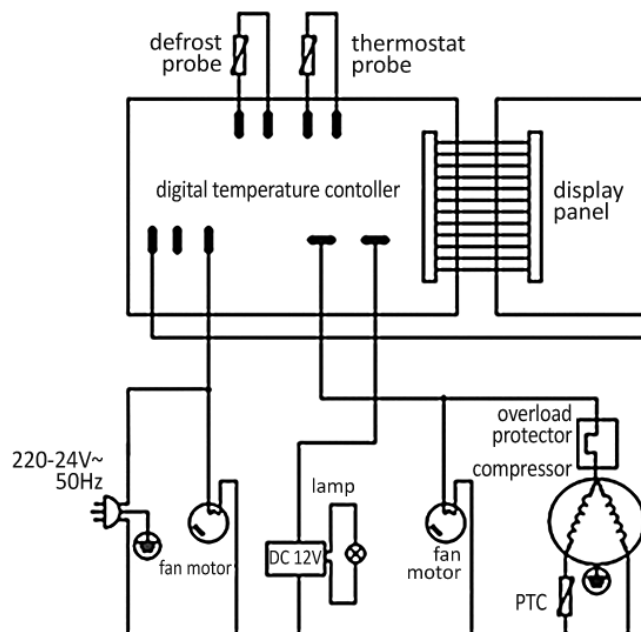 defrost
probe
thermostat
probe
digital temperature contoller
display
panel
220-24V~
50Hz
fan motor
lamp
DC 12V
fan
motor
overload
protector
compressor
PTC